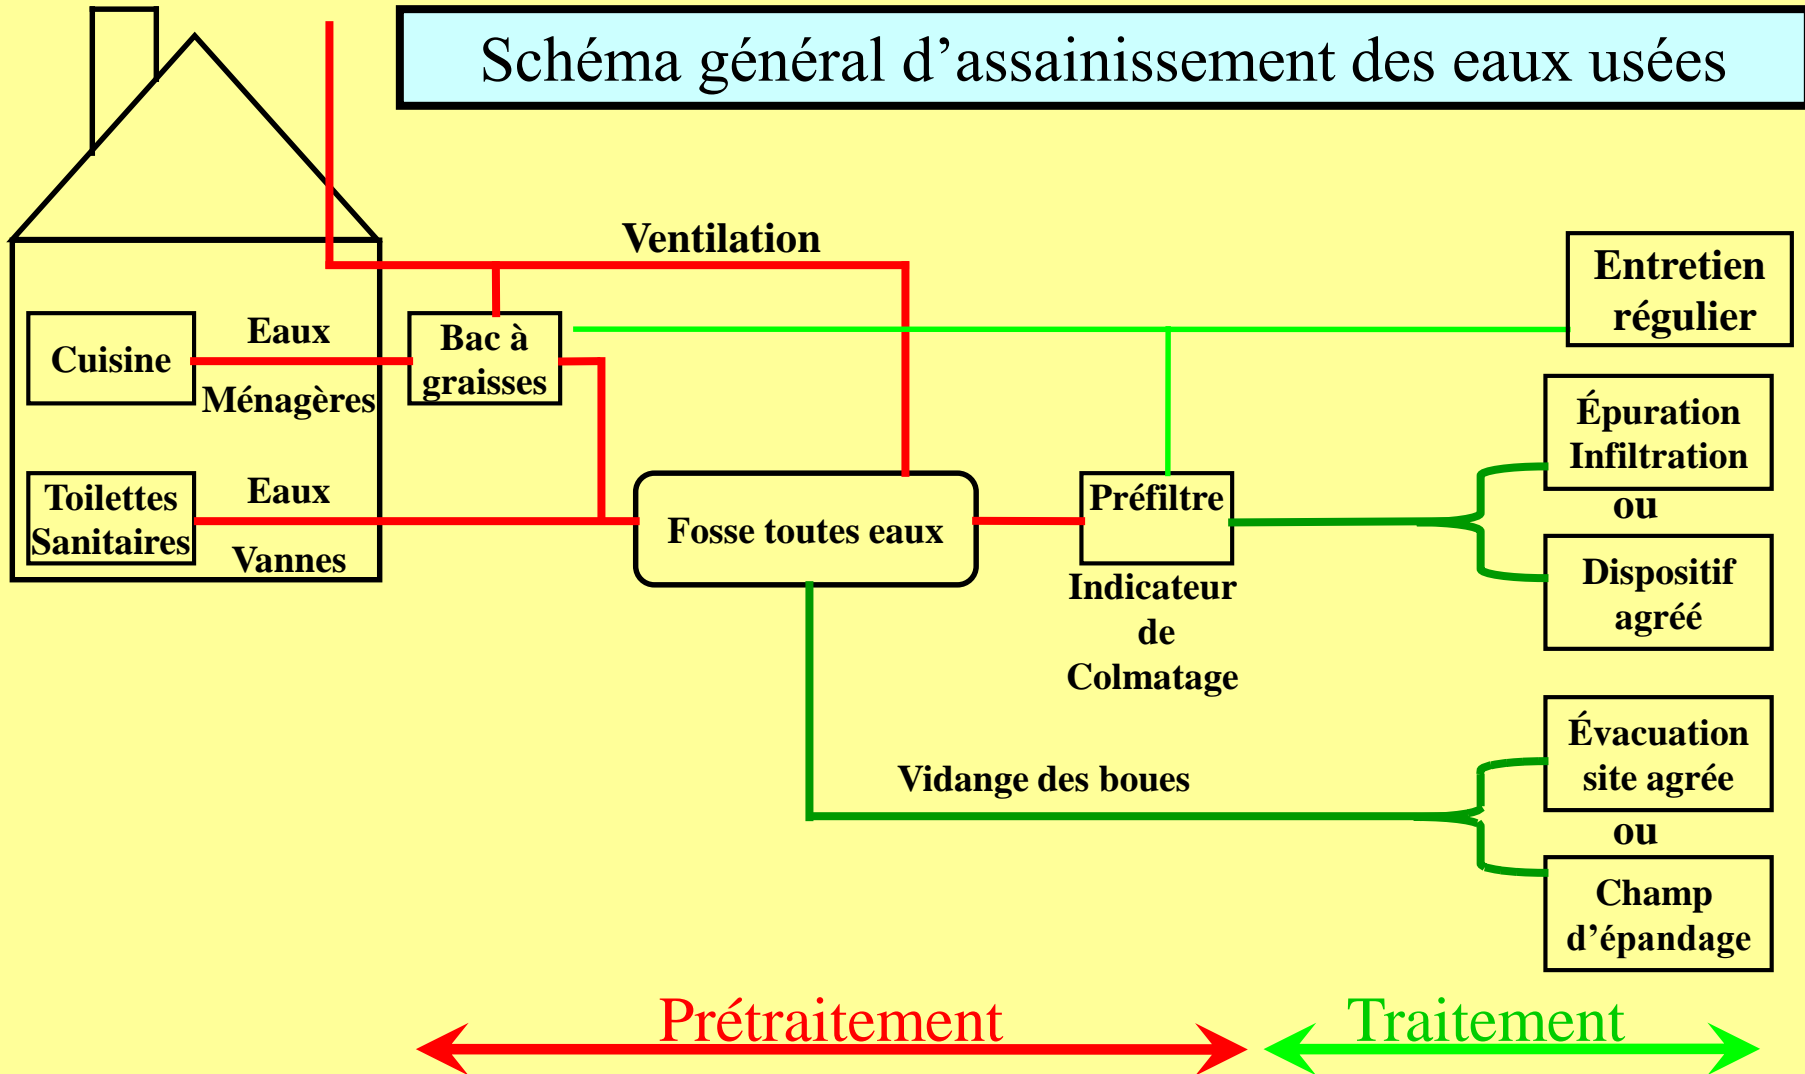 Schéma général d’assainissement des eaux usées
Ventilation
Entretien
régulier
Cuisine
Eaux
Ménagères
Bac à
graisses
Épuration
Infiltration
ou
Dispositif
agréé
Toilettes
Sanitaires
Eaux
Vannes
Fosse toutes eaux
Préfiltre
Indicateur
de
Colmatage
Vidange des boues
Évacuation
site agrée
ou
Champ
d’épandage
Prétraitement
Traitement